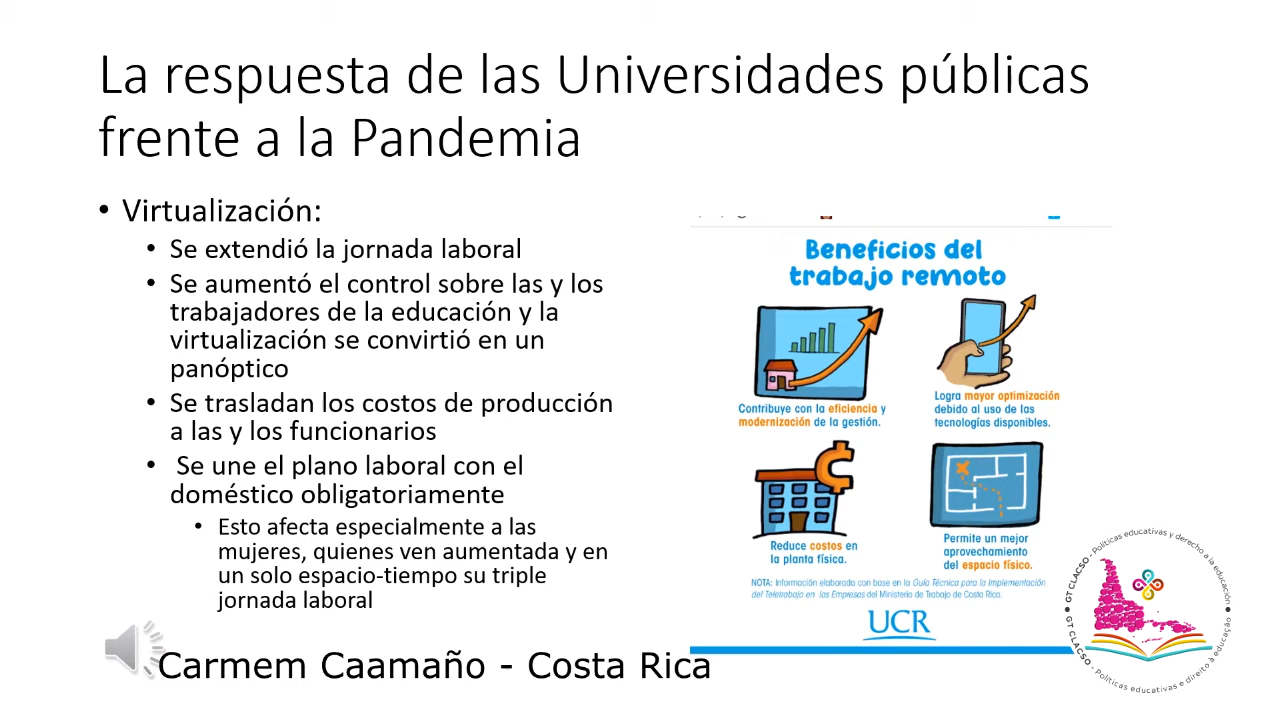 La respuesta de las Universidades públicas
frente a la Pandemia
• Virtualización:
• Se extendió la jornada laboral
• Se aumentó el control sobre las y los
trabajadores de la educación y la
virtualización se convirtió en un
panóptico
• Se trasladan los costos de producción
a las y los funcionarios
• Se une el plano laboral con el
doméstico obligatoriamente
• Esto afecta especialmente a las
mujeres, quienes ven aumentada y en
un solo espacio-tiempo su triple
jornada laboral
Beneficios del
trabajo remoto
Contribuye con la eficiencia y
modernización de la gestión.
Logra mayor optimización
debido al uso de las
tecnologías disponibles.
Reduce costos en
la planta física.
Permite un mejor
aprovechamiento
del espacio físico.
NOTA: Información elaborada con base en la Guía Técnica para la Implementación
del Teletrabajo en las Empresas del Ministerio de Trabajo de Costa Rica.
UCR
Carmem Caamaño - Costa Rica
GT CLACSO - Políticas educativas y derecho a la educación
GT CLACSO - Políticas educativas e direito à educação